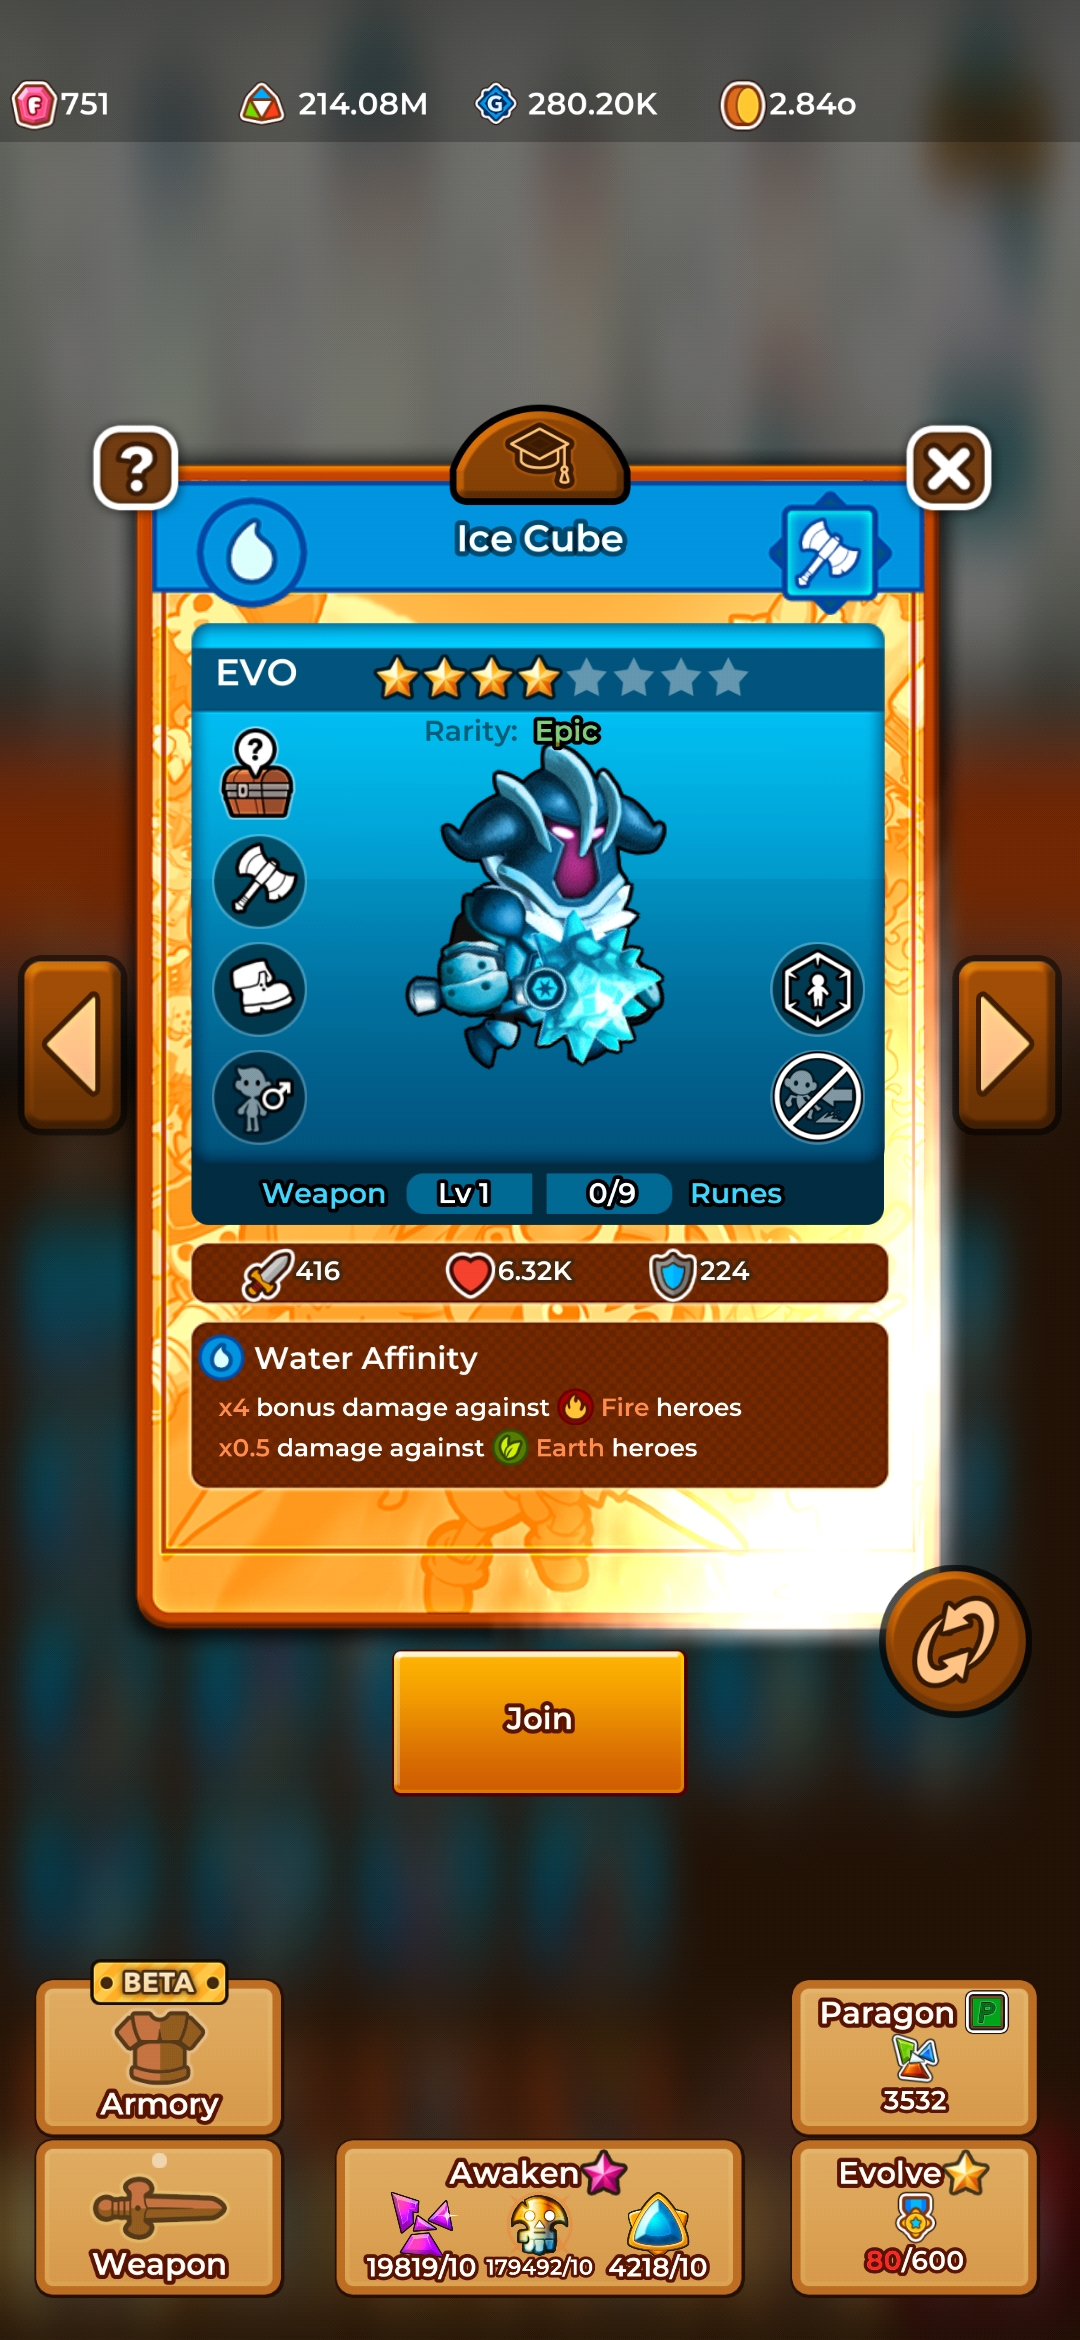 751 214.08M 280.20K 2.84o
Ice Cube
EVO
Rarity: Epic
Weapon Lv 1 0/9 Runes
416 6.32K 224
Water Affinity
x4 bonus damage against Fire heroes
x0.5 damage against Earth heroes
Join
BETA
Armory
Paragon P
3532
Weapon
Awaken
19819/10 179492/10 4218/10
Evolve
80/600